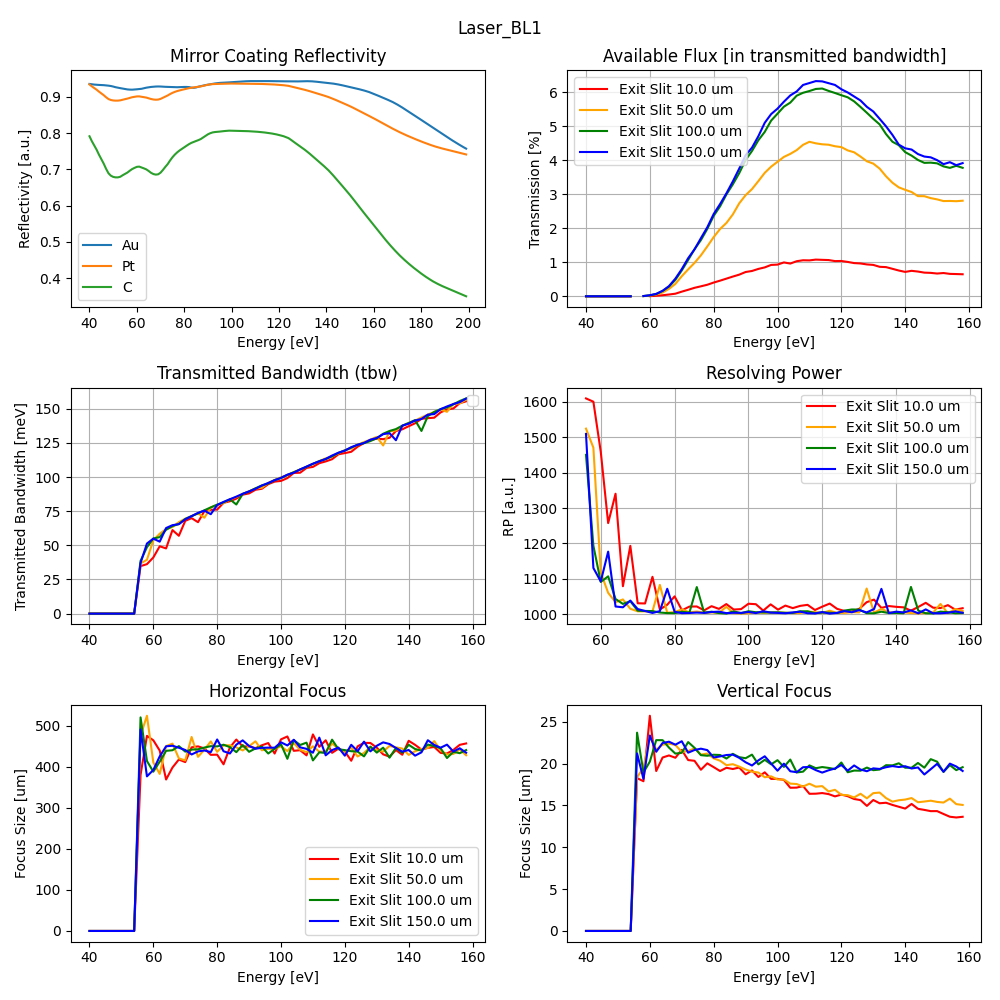 Laser_BL1
Mirror Coating Reflectivity
Reflectivity [a.u.]
0.9
0.8
0.7
0.6
0.5
0.4
Au
Pt
C
40 60 80 100 120 140 160 180 200
Energy [eV]
Available Flux [in transmitted bandwidth]
Transmission [%]
6
5
4
3
2
1
0
Exit Slit 10.0 um
Exit Slit 50.0 um
Exit Slit 100.0 um
Exit Slit 150.0 um
40 60 80 100 120 140 160
Energy [eV]
Transmitted Bandwidth (tbw)
Transmitted Bandwidth [meV]
150
125
100
75
50
25
0
40 60 80 100 120 140 160
Energy [eV]
Resolving Power
RP [a.u.]
1600
1500
1400
1300
1200
1100
1000
Exit Slit 10.0 um
Exit Slit 50.0 um
Exit Slit 100.0 um
Exit Slit 150.0 um
60 80 100 120 140 160
Energy [eV]
Horizontal Focus
Focus Size [um]
500
400
300
200
100
0
Exit Slit 10.0 um
Exit Slit 50.0 um
Exit Slit 100.0 um
Exit Slit 150.0 um
40 60 80 100 120 140 160
Energy [eV]
Vertical Focus
Focus Size [um]
25
20
15
10
5
0
40 60 80 100 120 140 160
Energy [eV]